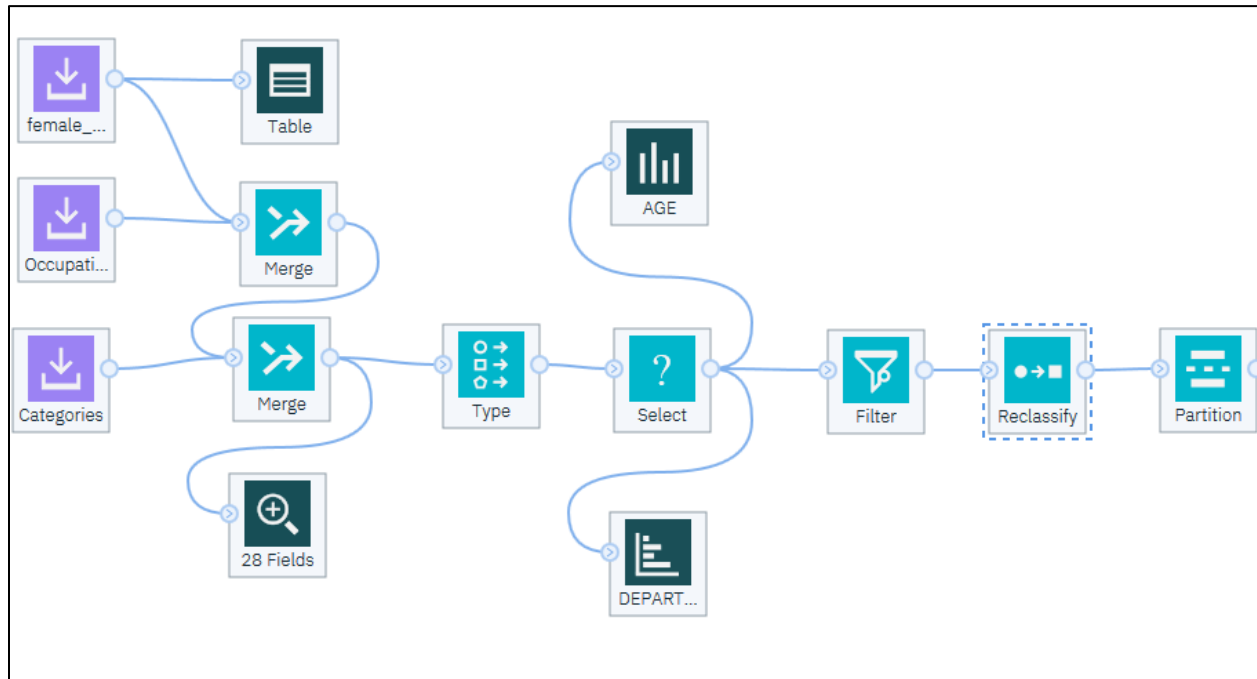 female_...
Table
Occupati...
Merge
AGE
Categories
Merge
Type
?
Select
Filter
Reclassify
Partition
28 Fields
DEPART...